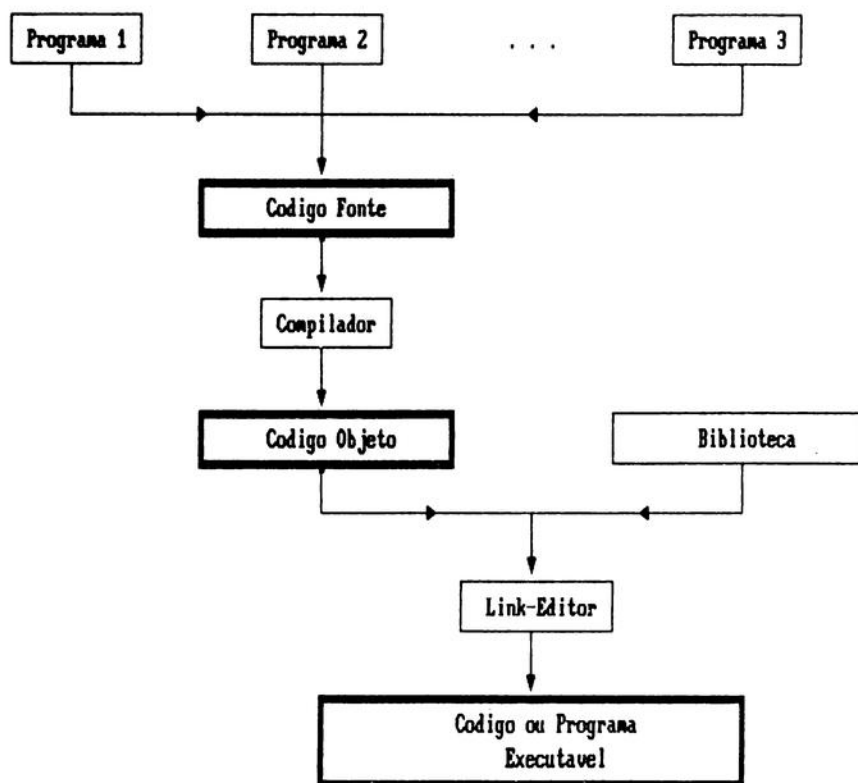 Programa 1
Programa 2
. . .
Programa 3
Codigo Fonte
Compilador
Codigo Objeto
Biblioteca
Link-Editor
Codigo ou Programa
Executavel